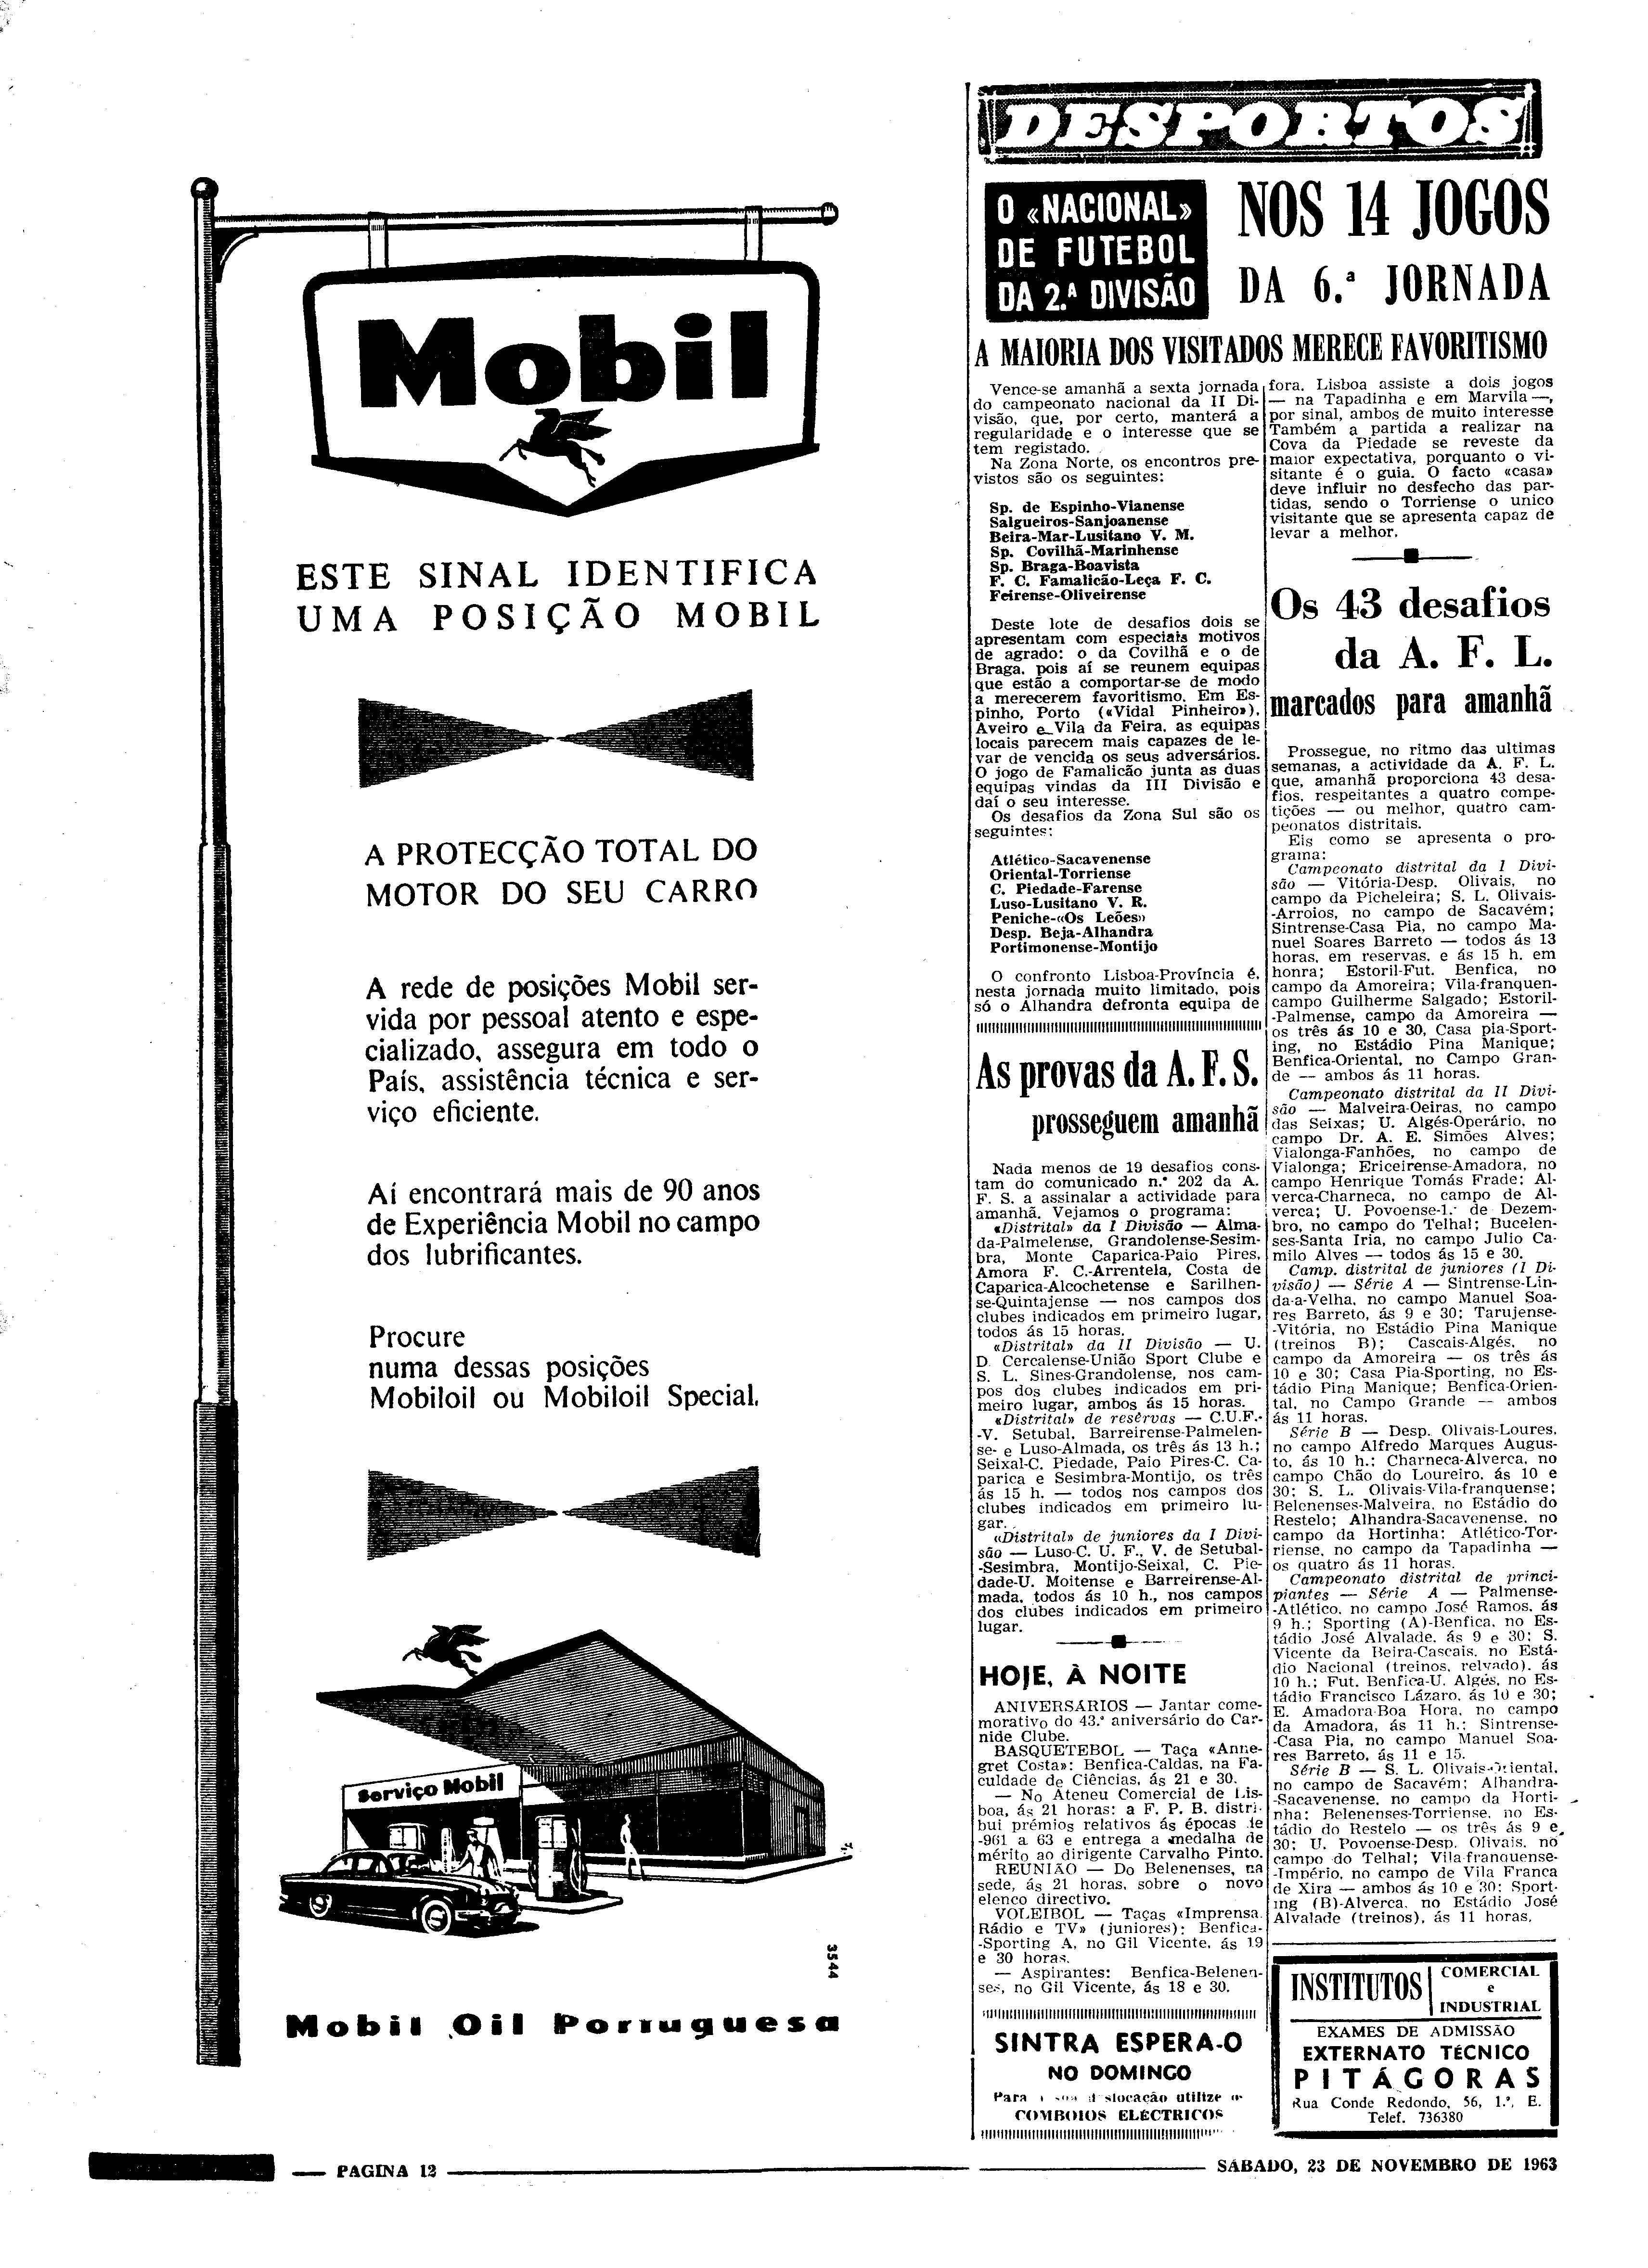 Mobil
ESTE SINAL IDENTIFICA
UMA POSIÇÃO MOBIL
A PROTECÇÃO TOTAL DO
MOTOR DO SEU CARRO
A rede de posições Mobil ser-
vida por pessoal atento e espe-
cializado, assegura em todo o
País, assistência técnica e ser-
viço eficiente.
Aí encontrará mais de 90 anos
de Experiência Mobil no campo
dos lubrificantes.
Procure
numa dessas posições
Mobiloil ou Mobiloil Special.
Serviço Mobil
3544
Mobil Oil Portuguesa
DESPORTOS
O «NACIONAL»
DE FUTEBOL
DA 2.ª DIVISÃO
NOS 14 JOGOS
DA 6.ª JORNADA
A MAIORIA DOS VISITADOS MERECE FAVORITISMO
Vence-se amanhã a sexta jornada
do campeonato nacional da II Di-
visão, que, por certo, manterá a
regularidade e o interesse que se
tem registado.
Na Zona Norte, os encontros pre-
vistos são os seguintes:
Sp. de Espinho-Vianense
Salgueiros-Sanjoanense
Beira-Mar-Lusitano V. M.
Sp. Covilhã-Marinhense
Sp. Braga-Boavista
F. C. Famalicão-Leça F. C.
Feirense-Oliveirense
Deste lote de desafios dois se
apresentam com especiais motivos
de agrado: o da Covilhã e o de
Braga, pois aí se reunem equipas
que estão a comportar-se de modo
a merecerem favoritismo. Em Es-
pinho, Porto («Vidal Pinheiro»),
Aveiro e Vila da Feira, as equipas
locais parecem mais capazes de le-
var de vencida os seus adversários.
O jogo de Famalicão junta as duas
equipas vindas da III Divisão e
daí o seu interesse.
Os desafios da Zona Sul são os
seguintes:
Atlético-Sacavenense
Oriental-Torriense
C. Piedade-Farense
Luso-Lusitano V. R.
Peniche-«Os Leões»
Desp. Beja-Alhandra
Portimonense-Montijo
O confronto Lisboa-Província é,
nesta jornada muito limitado, pois
só o Alhandra defronta equipa de
fora. Lisboa assiste a dois jogos
— na Tapadinha e em Marvila —,
por sinal, ambos de muito interesse
Também a partida a realizar na
Cova da Piedade se reveste da
maior expectativa, porquanto o vi-
sitante é o guia. O facto «casa»
deve influir no desfecho das par-
tidas, sendo o Torriense o unico
visitante que se apresenta capaz de
levar a melhor.
As provas da A. F. S.
prosseguem amanhã
Nada menos de 19 desafios cons-
tam do comunicado n.º 202 da A.
F. S. a assinalar a actividade para
amanhã. Vejamos o programa:
«Distrital» da I Divisão — Alma-
da-Palmelense, Grandolense-Sesim-
bra, Monte Caparica-Paio Pires,
Amora F. C.-Arrentela, Costa de
Caparica-Alcochetense e Sarilhen-
se-Quintajense — nos campos dos
clubes indicados em primeiro lugar,
todos ás 15 horas.
«Distrital» da II Divisão — U.
D. Cercalense-União Sport Clube e
S. L. Sines-Grandolense, nos cam-
pos dos clubes indicados em pri-
meiro lugar, ambos ás 15 horas.
«Distrital» de resêrvas — C.U.F.-
-V. Setubal, Barreirense-Palmelen-
se- e Luso-Almada, os três ás 13 h.;
Seixal-C. Piedade, Paio Pires-C. Ca-
parica e Sesimbra-Montijo, os três
ás 15 h. — todos nos campos dos
clubes indicados em primeiro lu-
gar.
«Distrital» de juniores da I Divi-
são — Luso-C. U. F., V. de Setubal-
-Sesimbra, Montijo-Seixal, C. Pie-
dade-U. Moitense e Barreirense-Al-
mada, todos ás 10 h., nos campos
dos clubes indicados em primeiro
lugar.
HOJE, À NOITE
ANIVERSÁRIOS — Jantar come-
morativo do 43.º aniversário do Car-
nide Clube.
BASQUETEBOL — Taça «Anne-
gret Costa»: Benfica-Caldas, na Fa-
culdade de Ciências, ás 21 e 30.
— No Ateneu Comercial de Lis-
boa, ás 21 horas: a F. P. B. distri-
bui prémios relativos ás épocas de
-961 a 63 e entrega a medalha de
mérito ao dirigente Carvalho Pinto.
REUNIÃO — Do Belenenses, na
sede, ás 21 horas, sobre o novo
elenco directivo.
VOLEIBOL — Taças «Imprensa,
Rádio e TV» (juniores): Benfica-
-Sporting A, no Gil Vicente, ás 19
e 30 horas.
— Aspirantes: Benfica-Belenen-
ses, no Gil Vicente, ás 18 e 30.
SINTRA ESPERA-O
NO DOMINGO
Para utilize
COMBOIOS ELÉCTRICOS
Os 43 desafios
da A. F. L.
marcados para amanhã
Prossegue, no ritmo das ultimas
semanas, a actividade da A. F. L.
que, amanhã proporciona 43 desa-
fios, respeitantes a quatro compe-
tições — ou melhor, quatro cam-
peonatos distritais.
Eis como se apresenta o pro-
grama:
Campeonato distrital da I Divi-
são — Vitória-Desp. Olivais, no
campo da Picheleira; S. L. Olivais-
-Arroios, no campo de Sacavém;
Sintrense-Casa Pia, no campo Ma-
nuel Soares Barreto — todos ás 13
horas, em reservas, e ás 15 h. em
honra; Estoril-Fut. Benfica, no
campo da Amoreira; Vila-franquen-
campo Guilherme Salgado; Estoril-
-Palmense, campo da Amoreira —
os três ás 10 e 30, Casa pia-Sport-
ing, no Estádio Pina Manique;
Benfica-Oriental, no Campo Gran-
de — ambos ás 11 horas.
Campeonato distrital da II Divi-
são — Malveira-Oeiras, no campo
das Seixas; U. Algés-Operário, no
campo Dr. A. E. Simões Alves;
Vialonga-Fanhões, no campo de
Vialonga; Ericeirense-Amadora, no
campo Henrique Tomás Frade; Al-
verca-Charneca, no campo de Al-
verca; U. Povoense-1.º de Dezem-
bro, no campo do Telhal; Bucelen-
ses-Santa Iria, no campo Julio Ca-
milo Alves — todos ás 15 e 30.
Camp. distrital de juniores (I Di-
visão) — Série A — Sintrense-Lin-
da-a-Velha, no campo Manuel Soa-
res Barreto, ás 9 e 30; Tarujense-
-Vitória, no Estádio Pina Manique
(treinos B); Cascais-Algés, no
campo da Amoreira — os três ás
10 e 30; Casa Pia-Sporting, no Es-
tádio Pina Manique; Benfica-Orien-
tal, no Campo Grande — ambos
ás 11 horas.
Série B — Desp. Olivais-Loures,
no campo Alfredo Marques Augus-
to, ás 10 h.; Charneca-Alverca, no
campo Chão do Loureiro, ás 10 e
30; S. L. Olivais-Vila-franquense;
Belenenses-Malveira, no Estádio do
Restelo; Alhandra-Sacavenense, no
campo da Hortinha; Atlético-Tor-
riense, no campo da Tapadinha —
os quatro ás 11 horas.
Campeonato distrital de princi-
piantes — Série A — Palmense-
-Atlético, no campo José Ramos, ás
9 h.; Sporting (A)-Benfica, no Es-
tádio José Alvalade, ás 9 e 30; S.
Vicente da Beira-Cascais, no Está-
dio Nacional (treinos, relvado), ás
10 h.; Fut. Benfica-U. Algés, no Es-
tádio Francisco Lázaro, ás 10 e 30;
E. Amadora-Boa Hora, no campo
da Amadora, ás 11 h.; Sintrense-
-Casa Pia, no campo Manuel Soa-
res Barreto, ás 11 e 15.
Série B — S. L. Olivais-Oriental,
no campo de Sacavém; Alhandra-
-Sacavenense, no campo da Horti-
nha; Belenenses-Torriense, no Es-
tádio do Restelo — os três ás 9 e
30; U. Povoense-Desp. Olivais, no
campo do Telhal; Vila-franquense-
-Império, no campo de Vila Franca
de Xira — ambos ás 10 e 30; Sport-
ing (B)-Alverca, no Estádio José
Alvalade (treinos), ás 11 horas.
INSTITUTOS
COMERCIAL
e
INDUSTRIAL
EXAMES DE ADMISSÃO
EXTERNATO TÉCNICO
PITÁGORAS
Rua Conde Redondo, 56, 1.º, E.
Telef. 736380
PAGINA 12
SÁBADO, 23 DE NOVEMBRO DE 1963